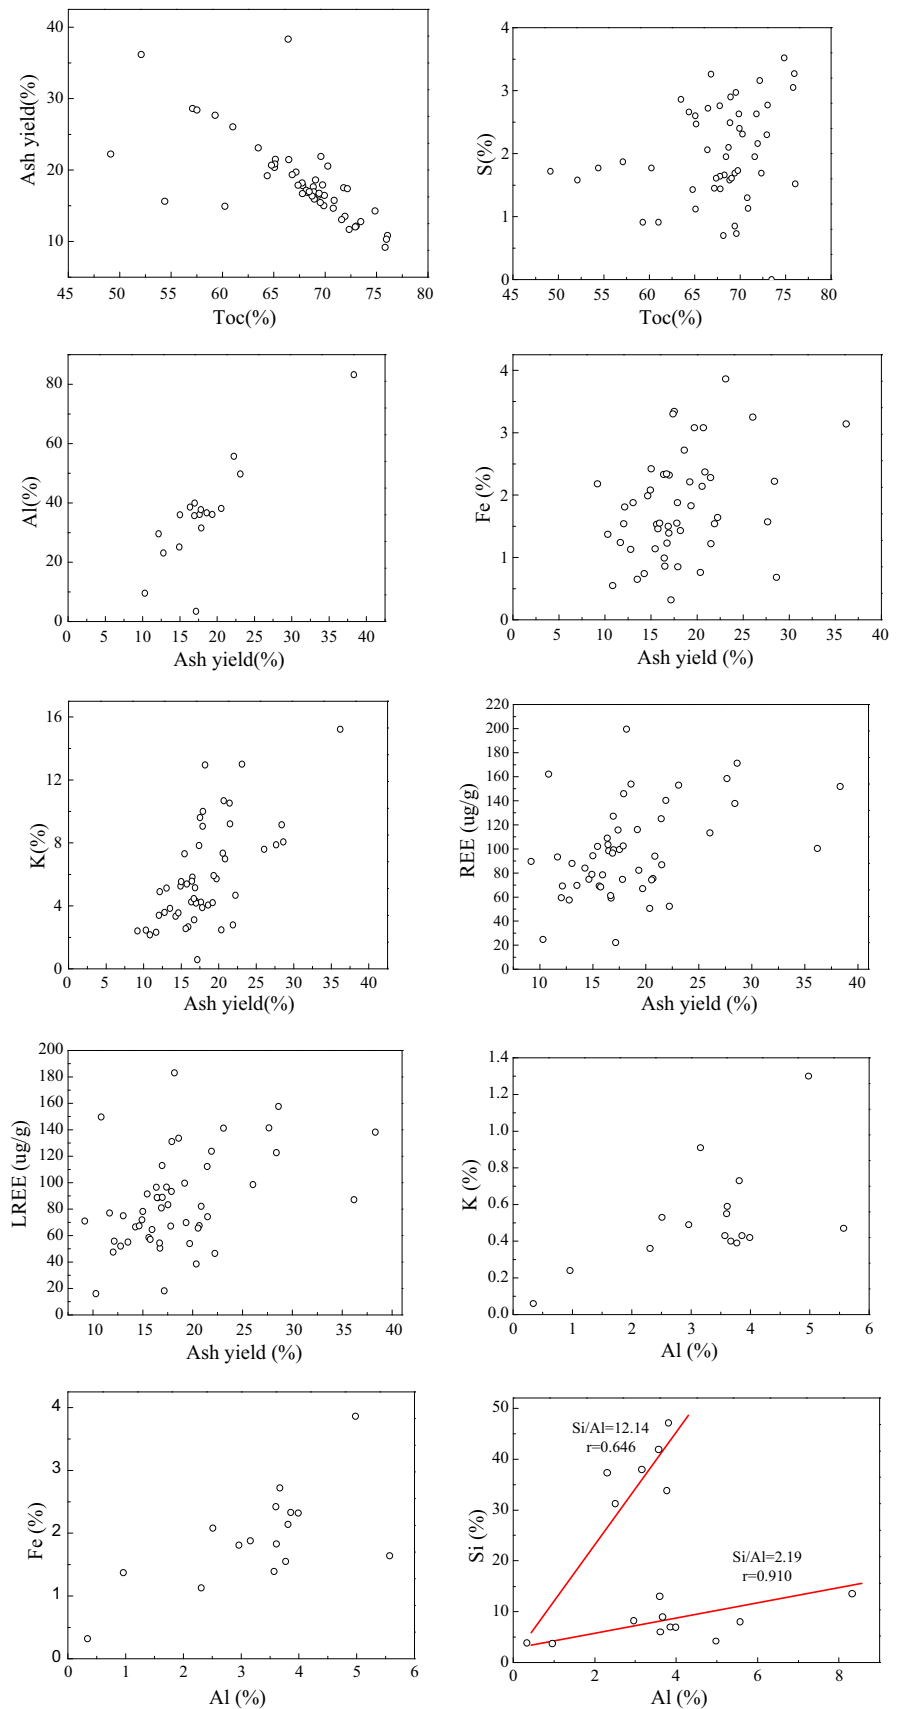 40
30
20
10
Ash yield(%)
45 50 55 60 65 70 75 80
Toc(%)
4
3
2
1
0
S(%)
45 50 55 60 65 70 75 80
Toc(%)
80
60
40
20
0
Al(%)
0 5 10 15 20 25 30 35 40
Ash yield(%)
4
3
2
1
0
Fe (%)
0 5 10 15 20 25 30 35 40
Ash yield (%)
16
12
8
4
0
K(%)
0 5 10 15 20 25 30 35 40
Ash yield(%)
220
200
180
160
140
120
100
80
60
40
20
0
REE (ug/g)
10 15 20 25 30 35 40
Ash yield (%)
200
180
160
140
120
100
80
60
40
20
0
LREE (ug/g)
10 15 20 25 30 35 40
Ash yield (%)
1.4
1.2
1.0
0.8
0.6
0.4
0.2
0.0
K (%)
0 1 2 3 4 5 6
Al (%)
4
3
2
1
0
Fe (%)
0 1 2 3 4 5 6
Al (%)
50
40
30
20
10
0
Si (%)
Si/Al=12.14
r=0.646
Si/Al=2.19
r=0.910
0 2 4 6 8
Al (%)